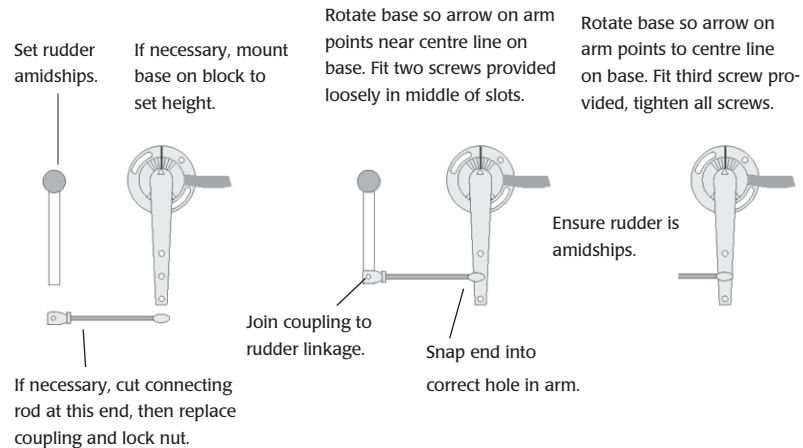 Set rudder
amidships.
If necessary, mount
base on block to
set height.
Rotate base so arrow on arm
points near centre line on
base. Fit two screws provided
loosely in middle of slots.
Rotate base so arrow on
arm points to centre line
on base. Fit third screw pro-
vided, tighten all screws.
Ensure rudder is
amidships.
Join coupling to
rudder linkage.
Snap end into
correct hole in arm.
If necessary, cut connecting
rod at this end, then replace
coupling and lock nut.